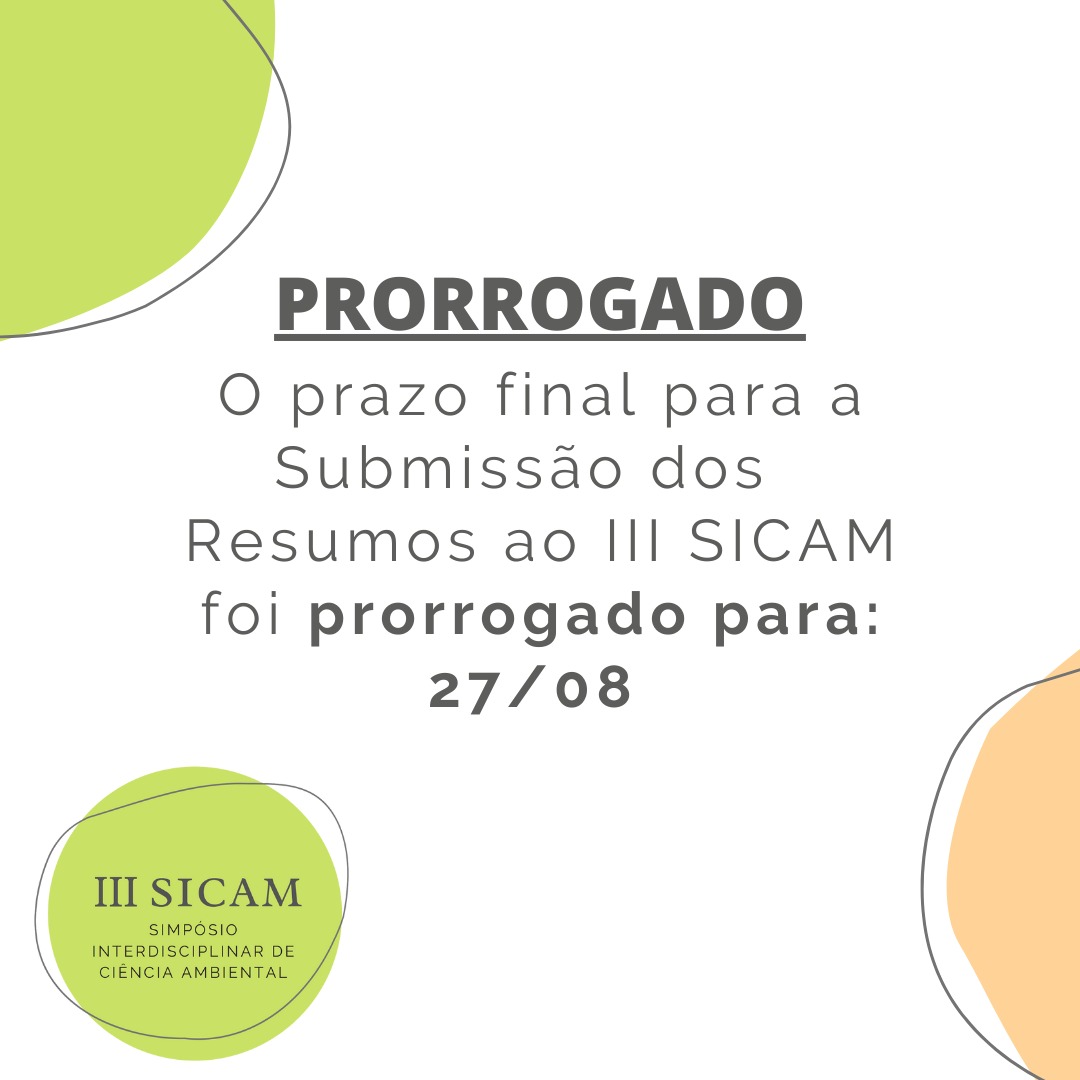 PRORROGADO
O prazo final para a
Submissão dos
Resumos ao III SICAM
foi prorrogado para:
27/08
III SICAM
SIMPÓSIO
INTERDISCIPLINAR DE
CIÊNCIA AMBIENTAL